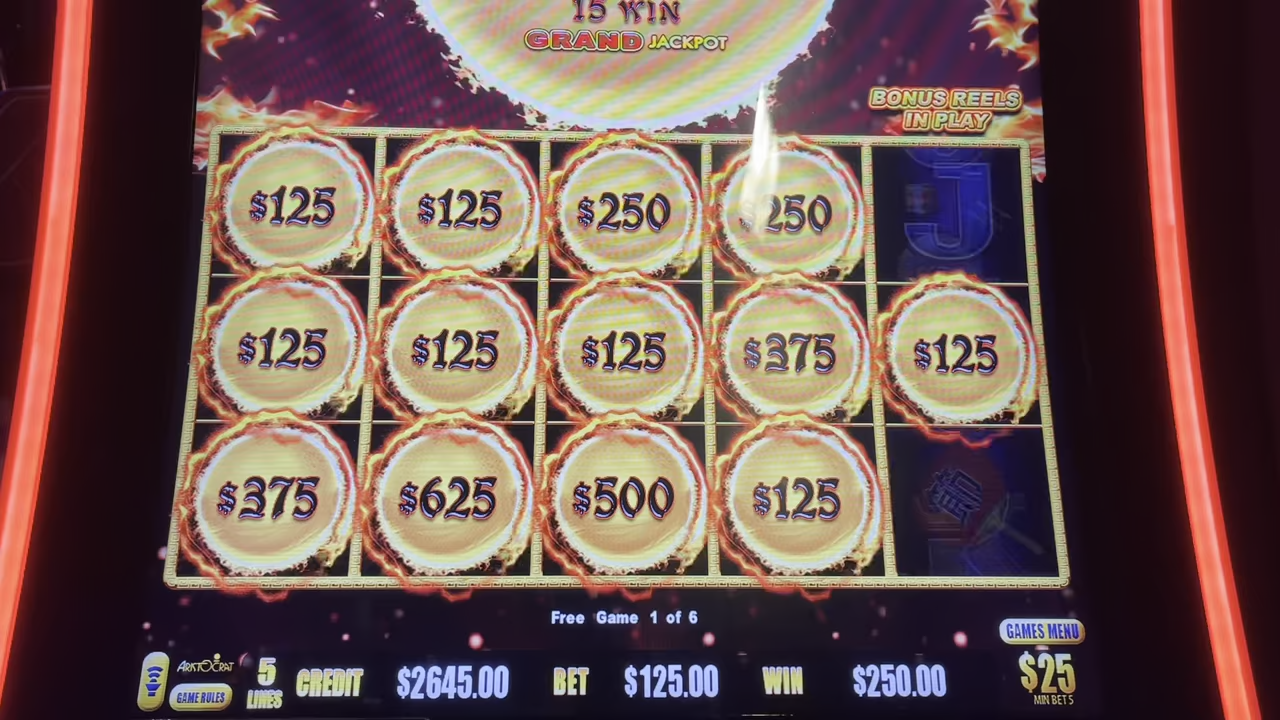 15 WIN
GRAND JACKPOT
BONUS REELS
IN PLAY
$125 $125 $250 $250 J
$125 $125 $125 $375 $125
$375 $625 $500 $125
Free Game 1 of 6
GAMES MENU
ARISTOCRAT
GAME RULES
5
LINES
CREDIT $2645.00 BET $125.00 WIN $250.00
$25
MIN BET 5